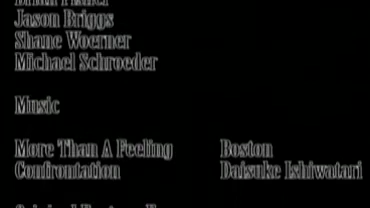 Jason Briggs
Shane Woerner
Michael Schroeder
Music
More Than A Feeling Boston
Confrontation Daisuke Ishiwatari